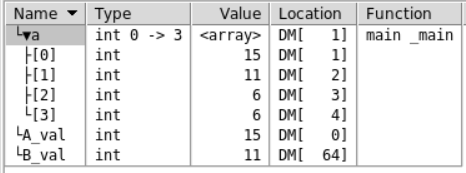 Name ▼ Type Value Location Function
└▼a int 0 -> 3 <array> DM[ 1] main _main
├[0] int 15 DM[ 1]
├[1] int 11 DM[ 2]
├[2] int 6 DM[ 3]
└[3] int 6 DM[ 4]
└A_val int 15 DM[ 0]
└B_val int 11 DM[ 64]